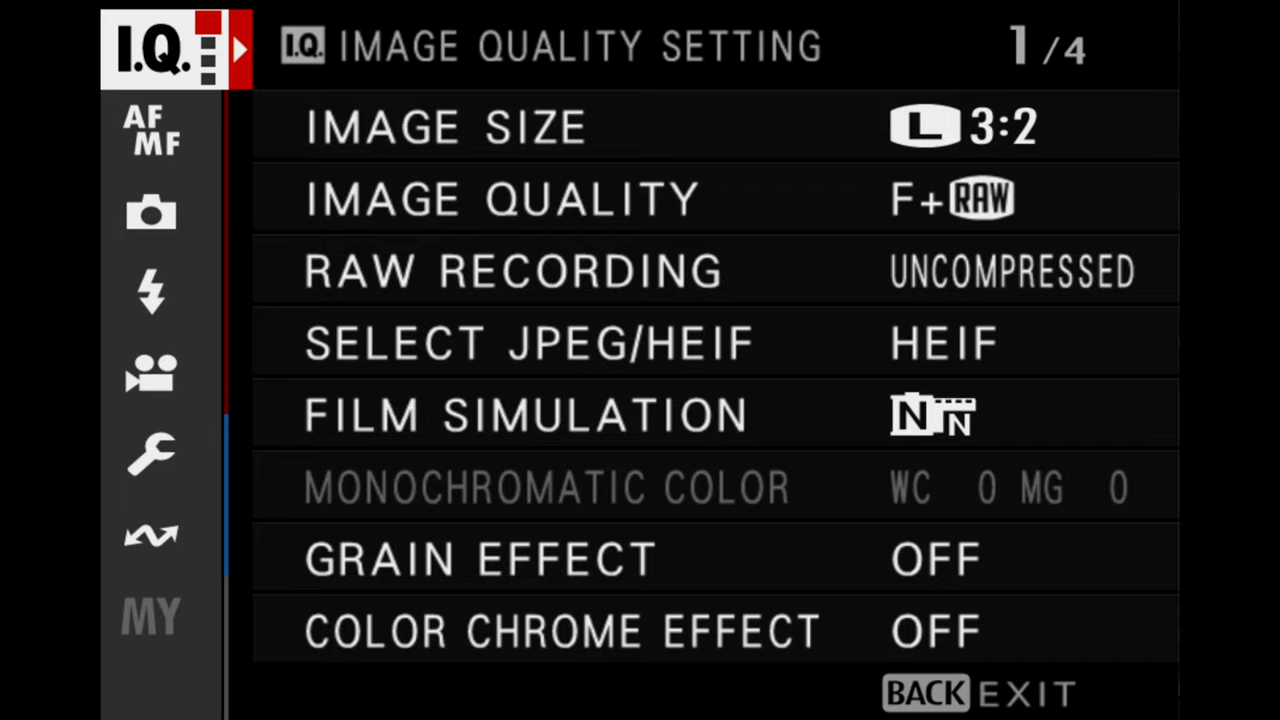 I.Q. I.Q. IMAGE QUALITY SETTING 1/4
AF
MF
IMAGE SIZE L 3:2
IMAGE QUALITY F+RAW
RAW RECORDING UNCOMPRESSED
SELECT JPEG/HEIF HEIF
FILM SIMULATION N N
MONOCHROMATIC COLOR WC 0 MG 0
GRAIN EFFECT OFF
MY
COLOR CHROME EFFECT OFF
BACK EXIT